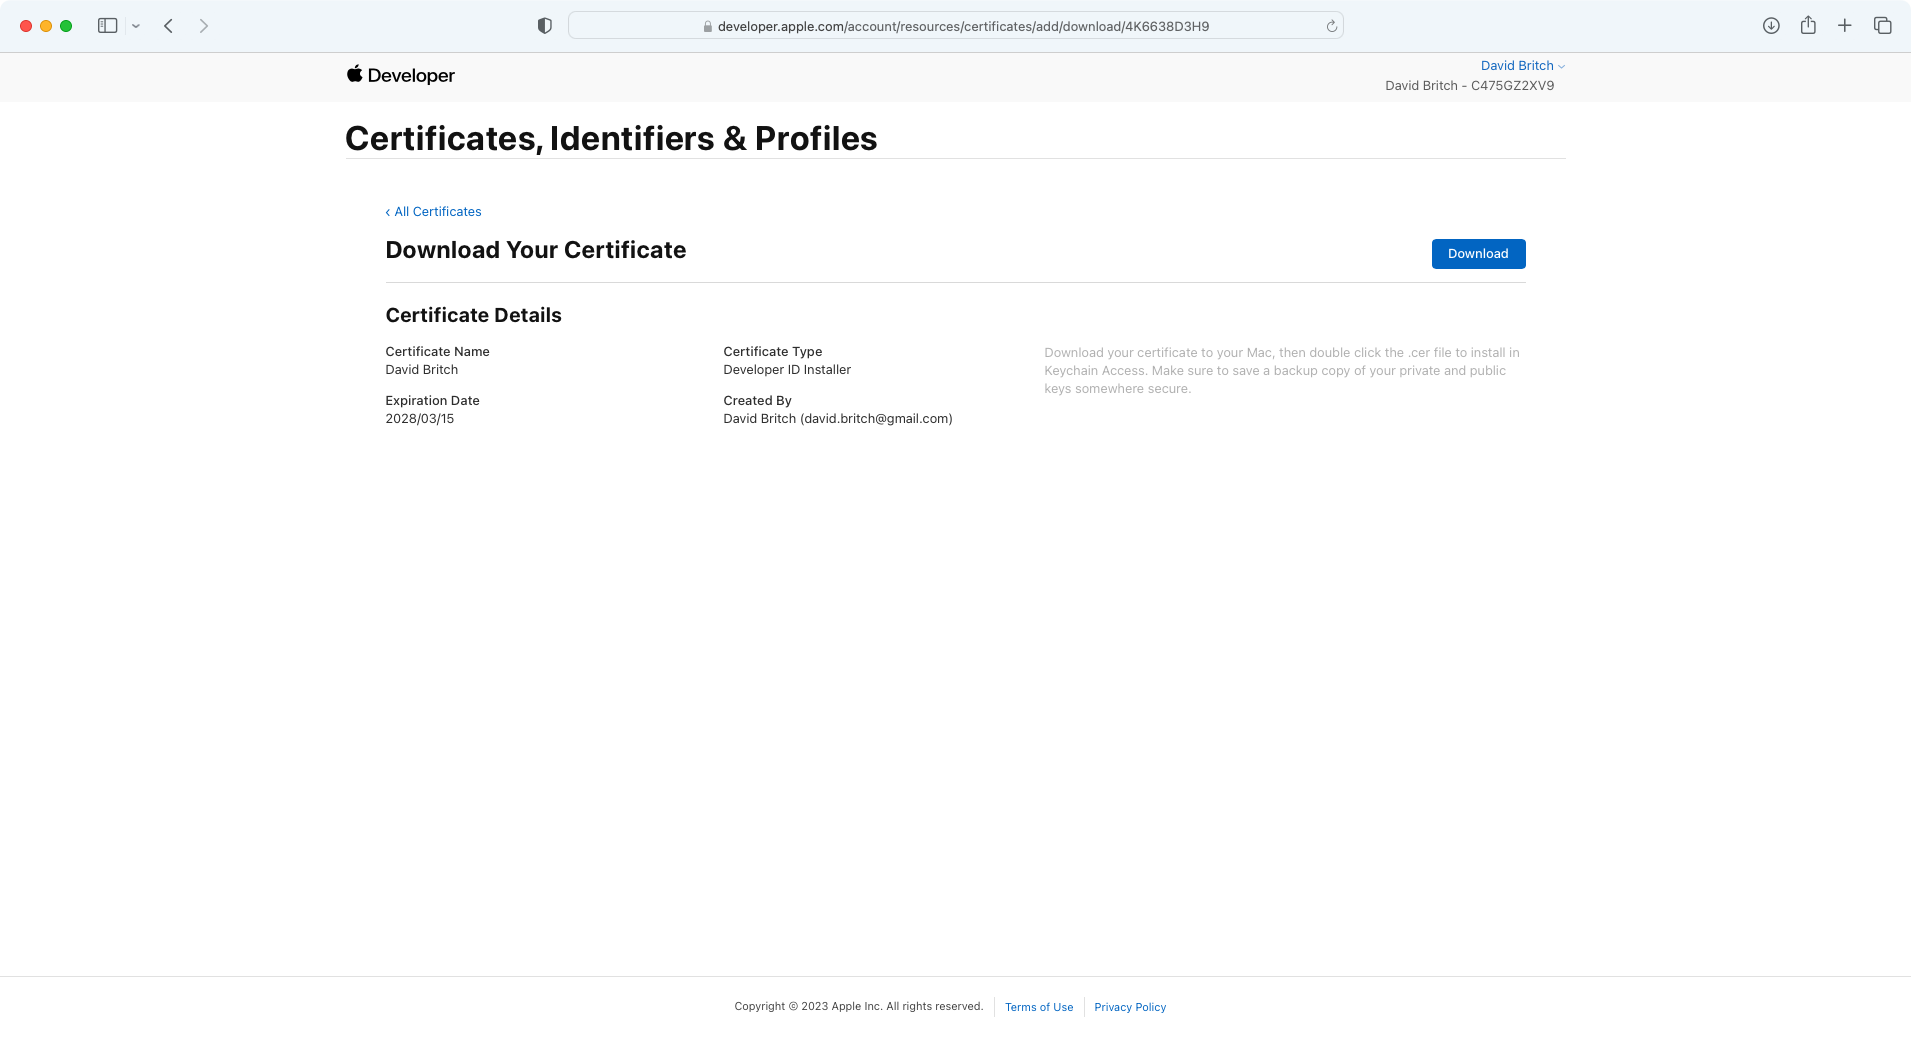 developer.apple.com/account/resources/certificates/add/download/4K6638D3H9
Developer
David Britch
David Britch - C475GZ2XV9
Certificates, Identifiers & Profiles
‹ All Certificates
Download Your Certificate
Download
Certificate Details
Certificate Name
David Britch
Certificate Type
Developer ID Installer
Download your certificate to your Mac, then double click the .cer file to install in
Keychain Access. Make sure to save a backup copy of your private and public
keys somewhere secure.
Expiration Date
2028/03/15
Created By
David Britch (david.britch@gmail.com)
Copyright © 2023 Apple Inc. All rights reserved.
Terms of Use
Privacy Policy